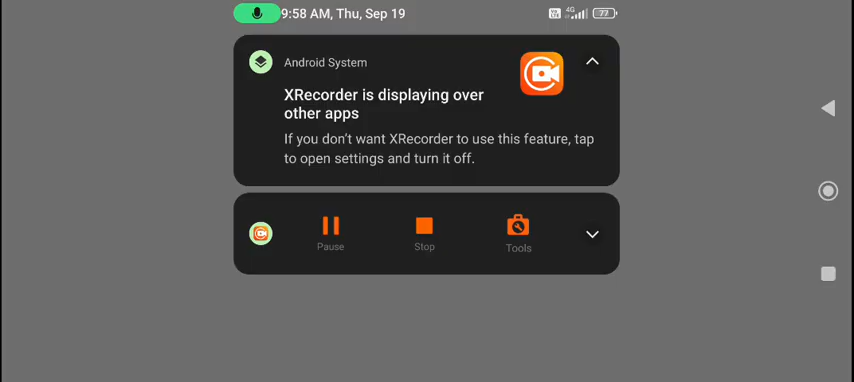 9:58 AM, Thu, Sep 19
4G
77
Android System
XRecorder is displaying over
other apps
If you don't want XRecorder to use this feature, tap
to open settings and turn it off.
Pause
Stop
Tools